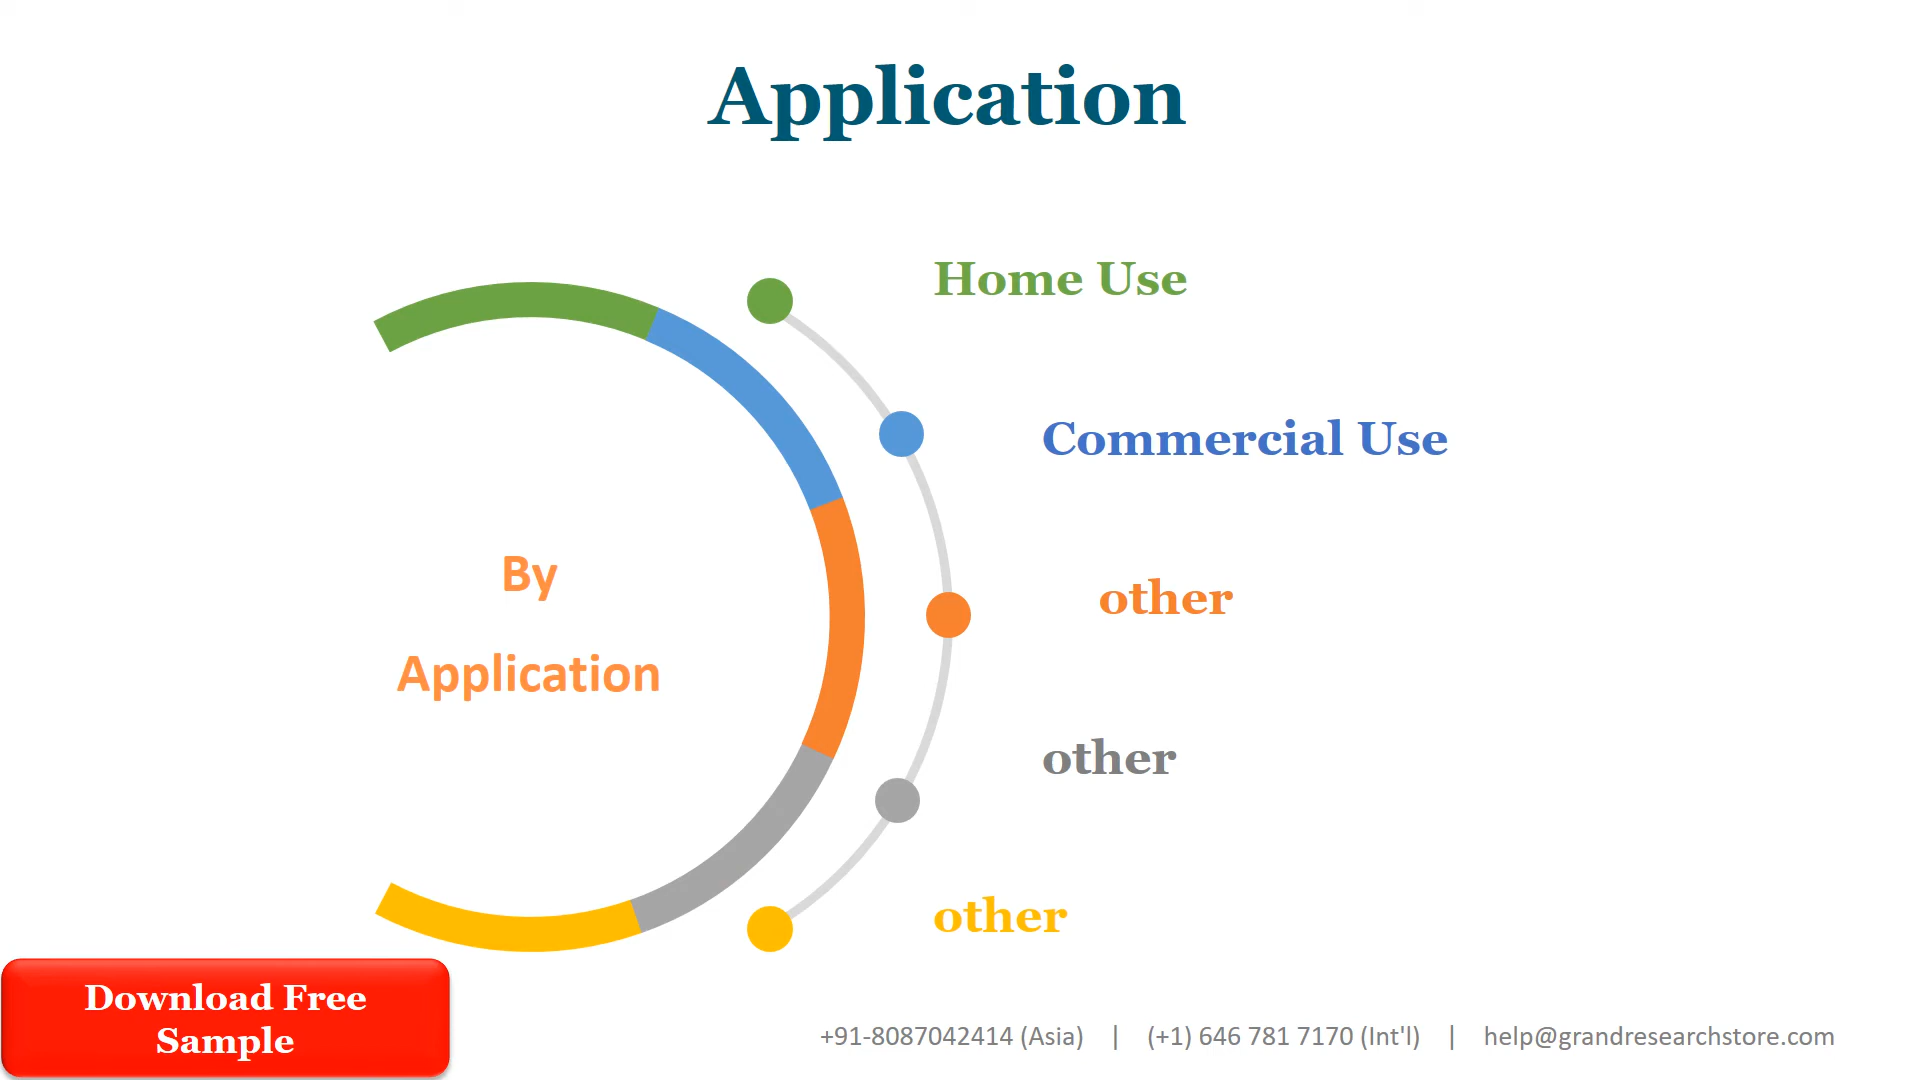 Application
Home Use
Commercial Use
By
Application
other
other
other
Download Free
Sample
+91-8087042414 (Asia) | (+1) 646 781 7170 (Int'l) | help@grandresearchstore.com